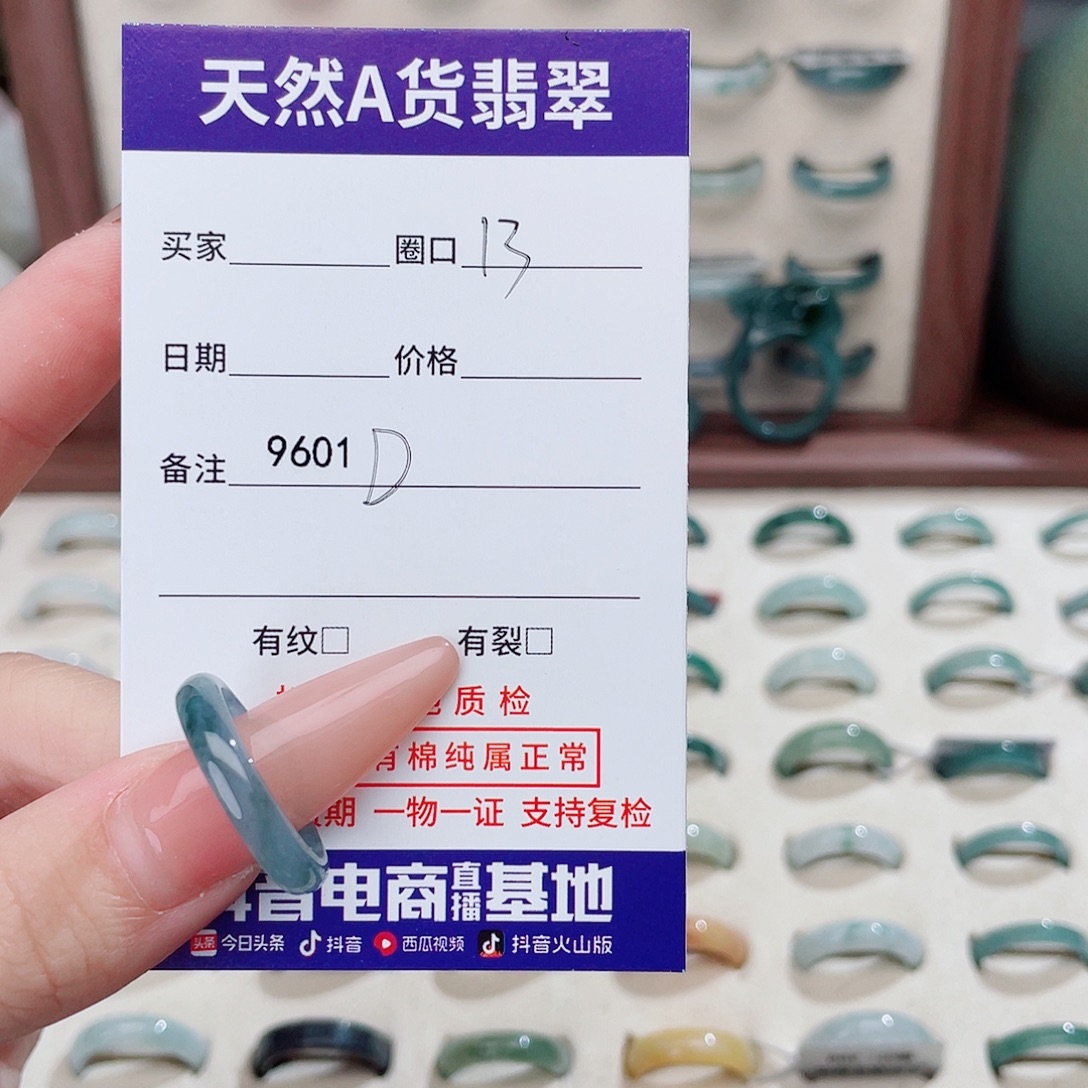 天然A货翡翠
买家 圈口 13
日期 价格
备注 9601 D
有纹□ 有裂□
质检
棉纯属正常
期 一物一证 支持复检
音电商直播基地
头条 今日头条 抖音 西瓜视频 抖音火山版